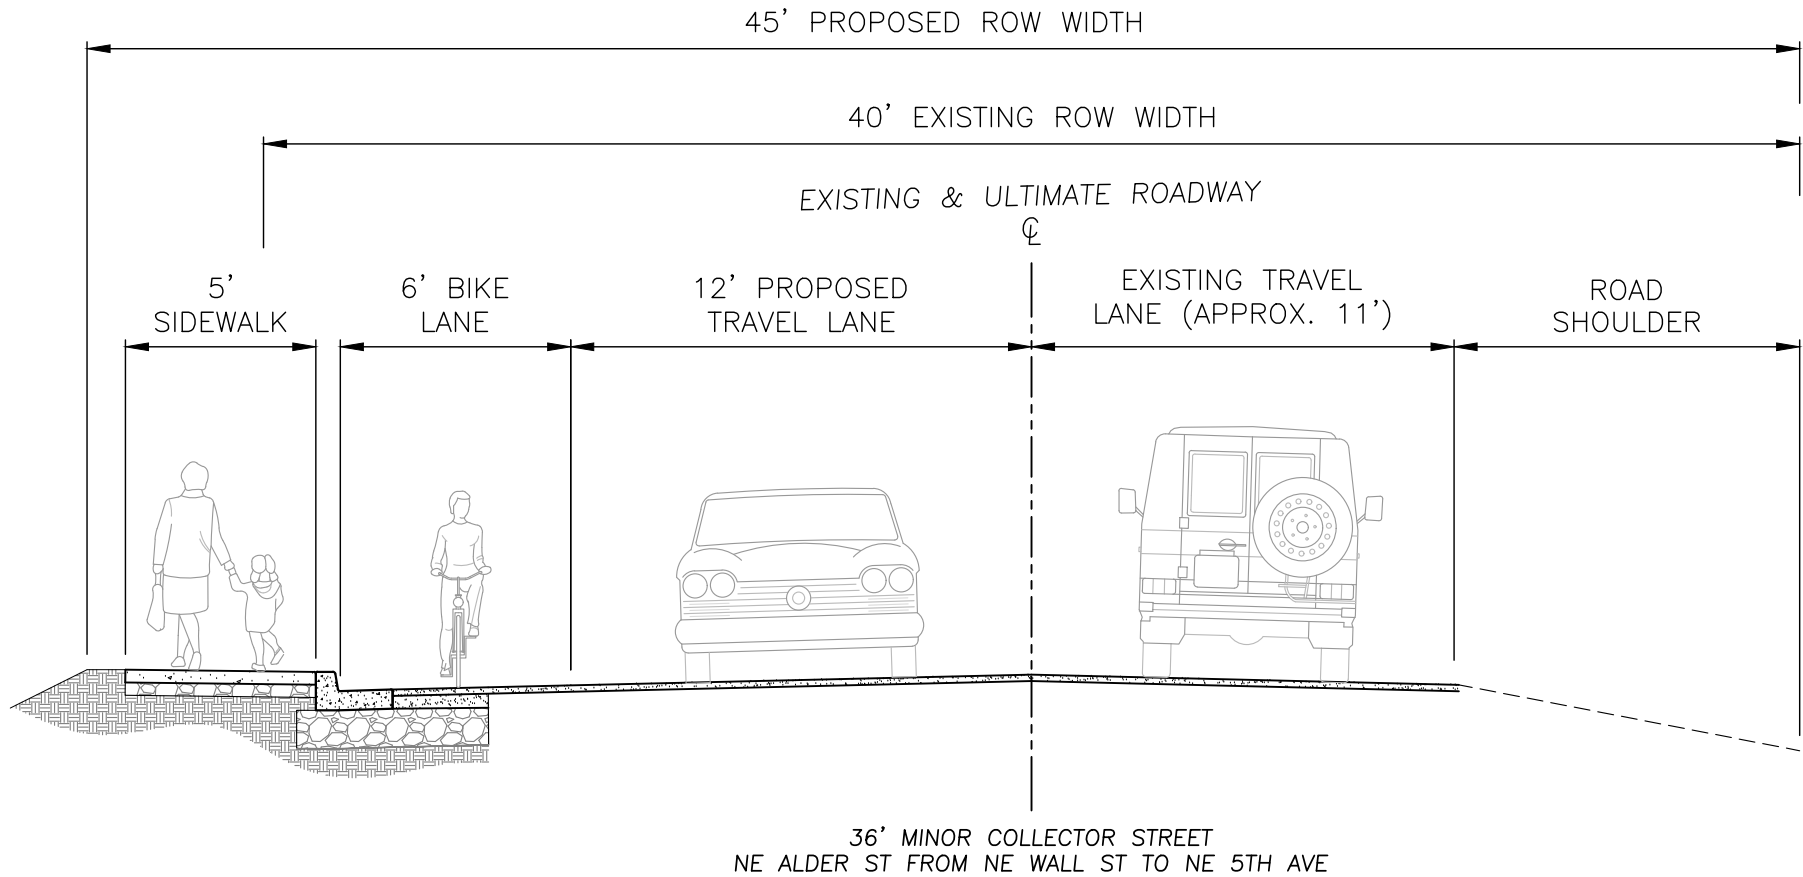 45' PROPOSED ROW WIDTH
40' EXISTING ROW WIDTH
EXISTING & ULTIMATE ROADWAY
℄
5'
SIDEWALK
6' BIKE
LANE
12' PROPOSED
TRAVEL LANE
EXISTING TRAVEL
LANE (APPROX. 11')
ROAD
SHOULDER
36' MINOR COLLECTOR STREET
NE ALDER ST FROM NE WALL ST TO NE 5TH AVE